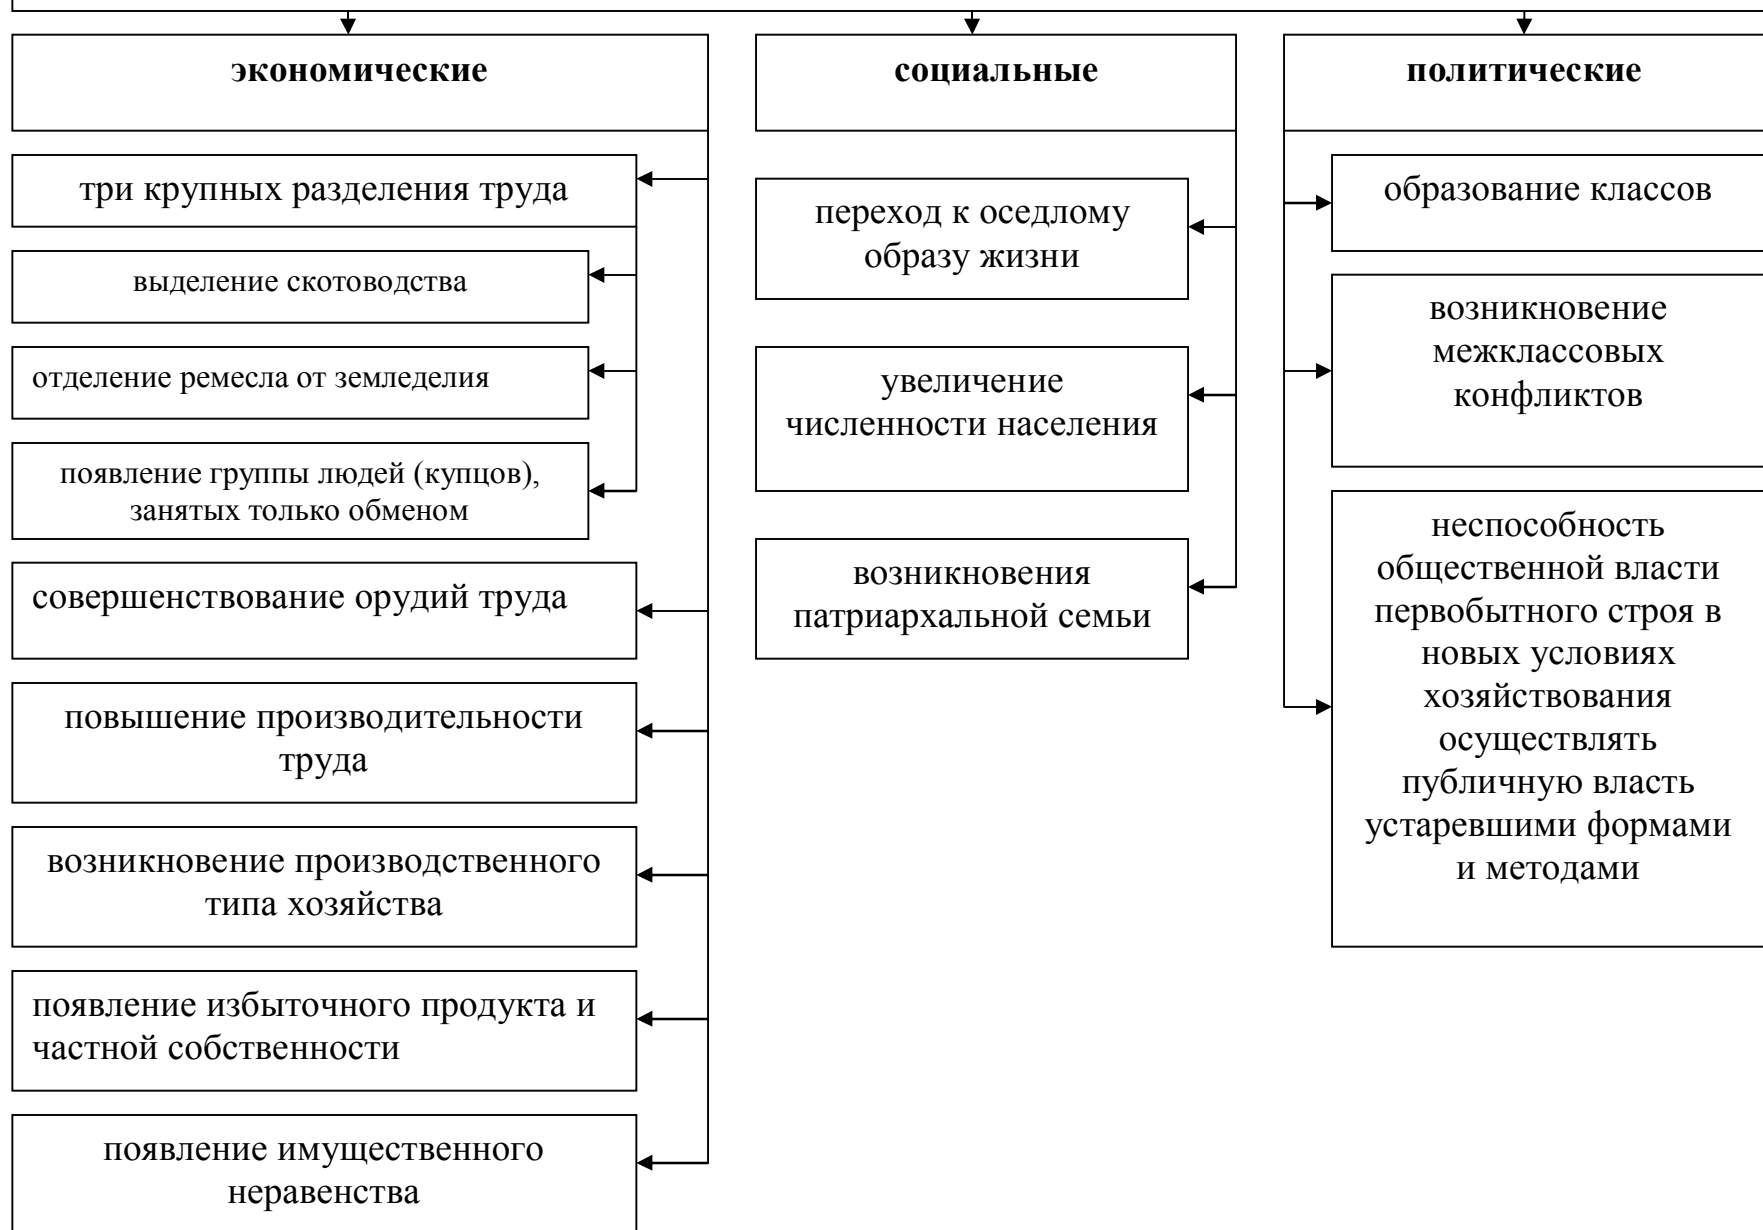 экономические
три крупных разделения труда
выделение скотоводства
отделение ремесла от земледелия
появление группы людей (купцов),
занятых только обменом
совершенствование орудий труда
повышение производительности
труда
возникновение производственного
типа хозяйства
появление избыточного продукта и
частной собственности
появление имущественного
неравенства
социальные
переход к оседлому
образу жизни
увеличение
численности населения
возникновения
патриархальной семьи
политические
образование классов
возникновение
межклассовых
конфликтов
неспособность
общественной власти
первобытного строя в
новых условиях
хозяйствования
осуществлять
публичную власть
устаревшими формами
и методами